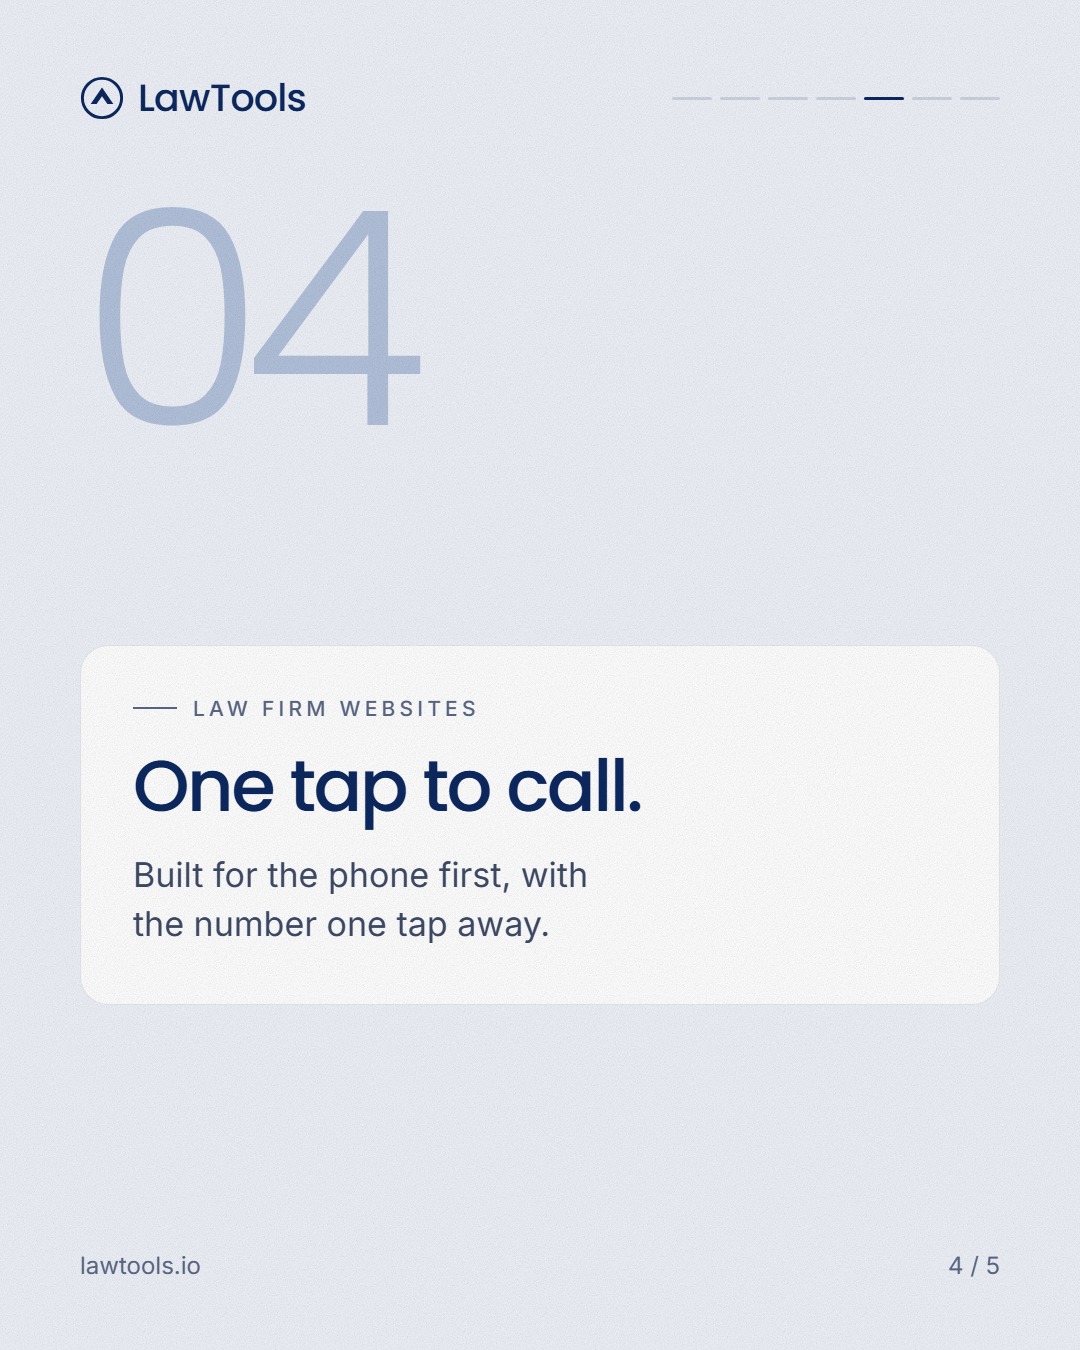 LawTools
04
LAW FIRM WEBSITES
One tap to call.
Built for the phone first, with
the number one tap away.
lawtools.io
4 / 5